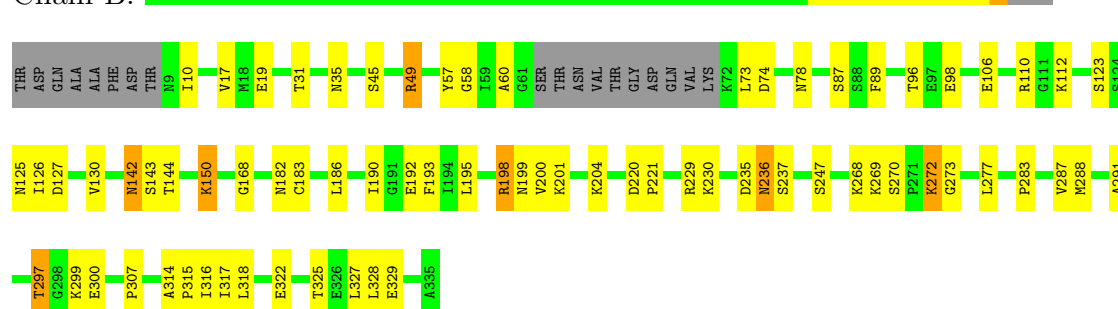 Chain B:
THR ASP GLN ALA ALA PHE ASP THR N9 I10 V17 M18 E19 T31 N35 S45 R49 Y57 G58 I59 A60 G61 SER THR ASN VAL THR GLY ASP GLN VAL LYS K72 L73 D74 N78 S87 S88 F89 T96 E97 E98 E106 R110 G111 K112 S123 S124
N125 I126 D127 V130 N142 S143 T144 K150 G168 N182 C183 L186 I190 G191 E192 F193 I194 L195 R198 N199 V200 K201 K204 D220 P221 R229 K230 D235 N236 S237 S247 K268 K269 S270 P271 K272 G273 L277 P283 V287 M288 A291
T297 G298 K299 E300 P307 A314 P315 I316 I317 L318 E322 T325 E326 L327 L328 E329 A335